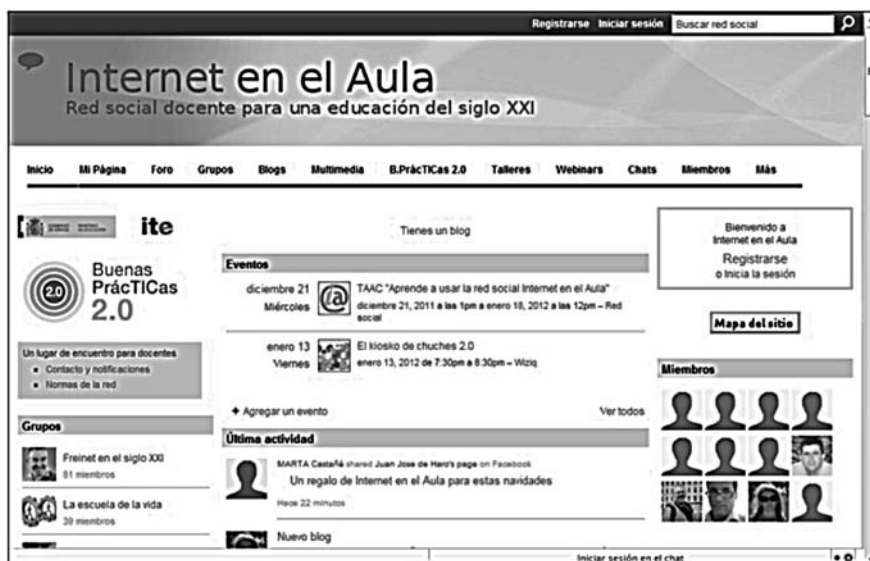 Registrarse Iniciar sesión Buscar red social
Internet en el Aula
Red social docente para una educación del siglo XXI
Inicio Mi Página Foro Grupos Blogs Multimedia B.PrácTICas 2.0 Talleres Webinars Chats Miembros Más
ite
2.0
Buenas
PrácTICas
2.0
Un lugar de encuentro para docentes
Contacto y notificaciones
Normas de la red
Grupos
Freinet en el siglo XXI
81 miembros
La escuela de la vida
39 miembros
Tienes un blog
Eventos
diciembre 21
Miércoles
TAAC "Aprende a usar la red social Internet en el Aula"
diciembre 21, 2011 a las 1pm a enero 18, 2012 a las 12pm – Red
social
enero 13
Viernes
El kiosko de chuches 2.0
enero 13, 2012 de 7:30pm a 8:30pm – Wiziq
+ Agregar un evento Ver todos
Última actividad
MARTA Castañé shared Juan Jose de Haro's page on Facebook
Un regalo de Internet en el Aula para estas navidades
Hace 22 minutos
Nuevo blog
Bienvenido a
Internet en el Aula
Registrarse
o Inicia la sesión
Mapa del sitio
Miembros
Iniciar sesión en el chat